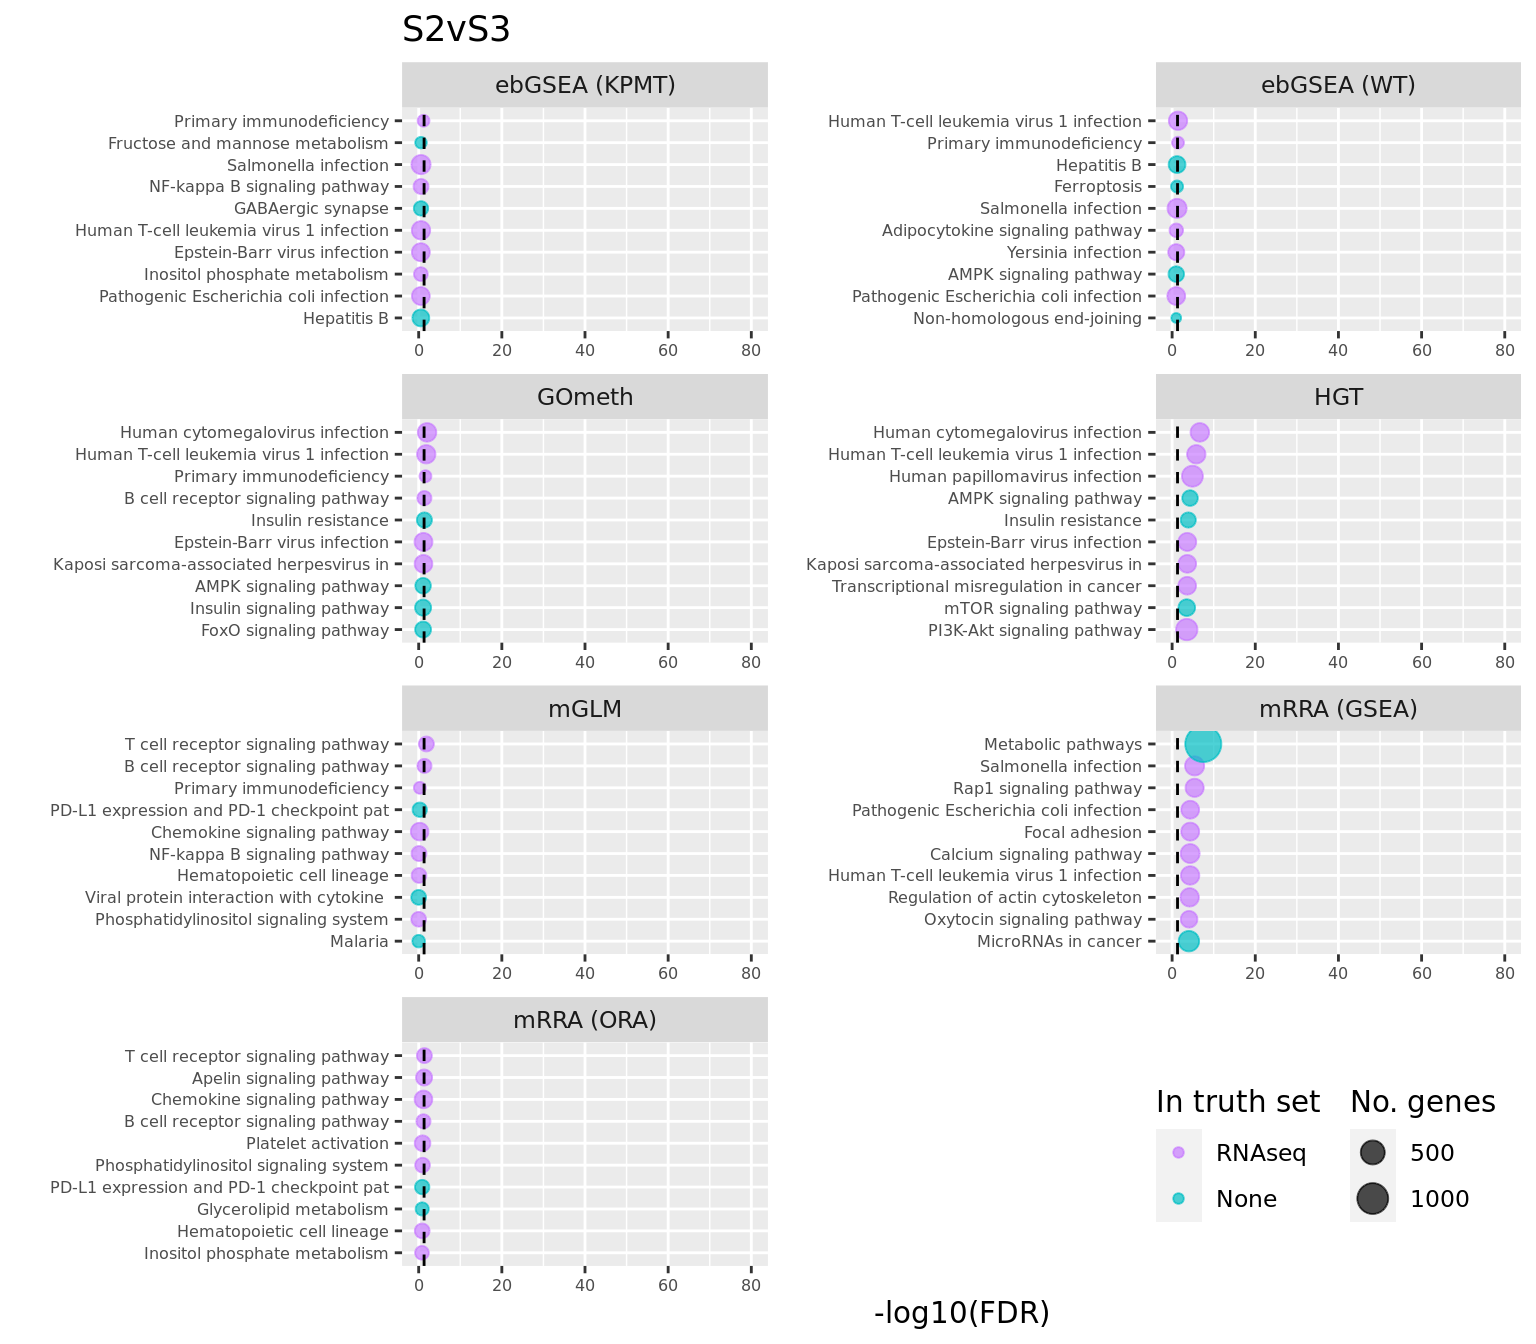 S2vS3
ebGSEA (KPMT)
Primary immunodeficiency
Fructose and mannose metabolism
Salmonella infection
NF-kappa B signaling pathway
GABAergic synapse
Human T-cell leukemia virus 1 infection
Epstein-Barr virus infection
Inositol phosphate metabolism
Pathogenic Escherichia coli infection
Hepatitis B
0 20 40 60 80
ebGSEA (WT)
Human T-cell leukemia virus 1 infection
Primary immunodeficiency
Hepatitis B
Ferroptosis
Salmonella infection
Adipocytokine signaling pathway
Yersinia infection
AMPK signaling pathway
Pathogenic Escherichia coli infection
Non-homologous end-joining
0 20 40 60 80
GOmeth
Human cytomegalovirus infection
Human T-cell leukemia virus 1 infection
Primary immunodeficiency
B cell receptor signaling pathway
Insulin resistance
Epstein-Barr virus infection
Kaposi sarcoma-associated herpesvirus in
AMPK signaling pathway
Insulin signaling pathway
FoxO signaling pathway
0 20 40 60 80
HGT
Human cytomegalovirus infection
Human T-cell leukemia virus 1 infection
Human papillomavirus infection
AMPK signaling pathway
Insulin resistance
Epstein-Barr virus infection
Kaposi sarcoma-associated herpesvirus in
Transcriptional misregulation in cancer
mTOR signaling pathway
PI3K-Akt signaling pathway
0 20 40 60 80
mGLM
T cell receptor signaling pathway
B cell receptor signaling pathway
Primary immunodeficiency
PD-L1 expression and PD-1 checkpoint pat
Chemokine signaling pathway
NF-kappa B signaling pathway
Hematopoietic cell lineage
Viral protein interaction with cytokine
Phosphatidylinositol signaling system
Malaria
0 20 40 60 80
mRRA (GSEA)
Metabolic pathways
Salmonella infection
Rap1 signaling pathway
Pathogenic Escherichia coli infection
Focal adhesion
Calcium signaling pathway
Human T-cell leukemia virus 1 infection
Regulation of actin cytoskeleton
Oxytocin signaling pathway
MicroRNAs in cancer
0 20 40 60 80
mRRA (ORA)
T cell receptor signaling pathway
Apelin signaling pathway
Chemokine signaling pathway
B cell receptor signaling pathway
Platelet activation
Phosphatidylinositol signaling system
PD-L1 expression and PD-1 checkpoint pat
Glycerolipid metabolism
Hematopoietic cell lineage
Inositol phosphate metabolism
0 20 40 60 80
In truth set
RNAseq
None
No. genes
500
1000
-log10(FDR)